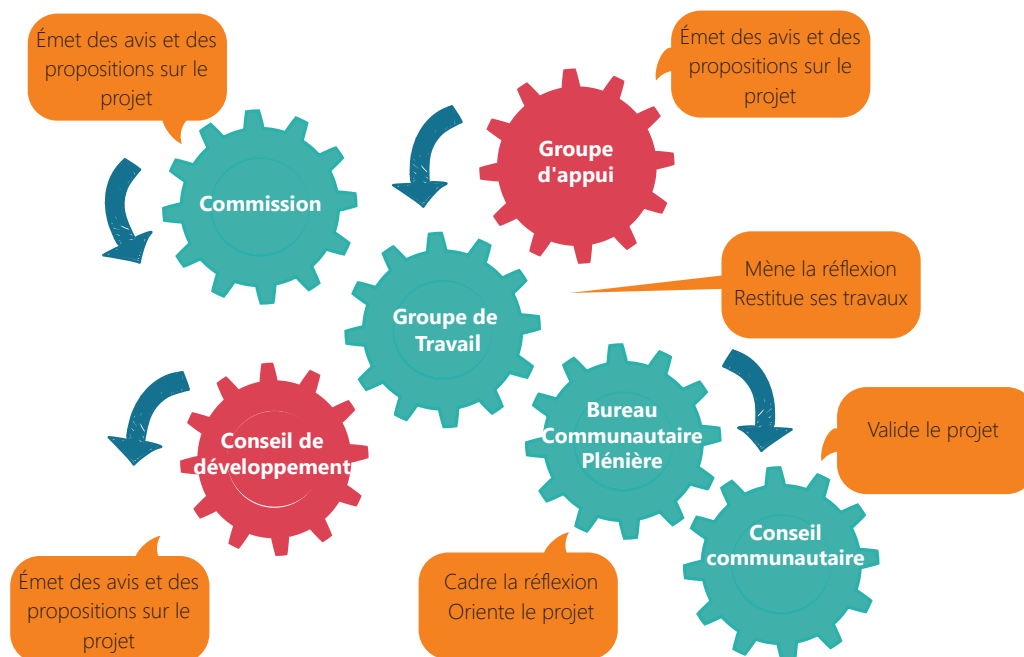 Émet des avis et des
propositions sur le
projet
Émet des avis et des
propositions sur le
projet
Groupe
d'appui
Commission
Mène la réflexion
Restitue ses travaux
Groupe de
Travail
Bureau
Communautaire
Plénière
Valide le projet
Conseil de
développement
Conseil
communautaire
Émet des avis et des
propositions sur le
projet
Cadre la réflexion
Oriente le projet